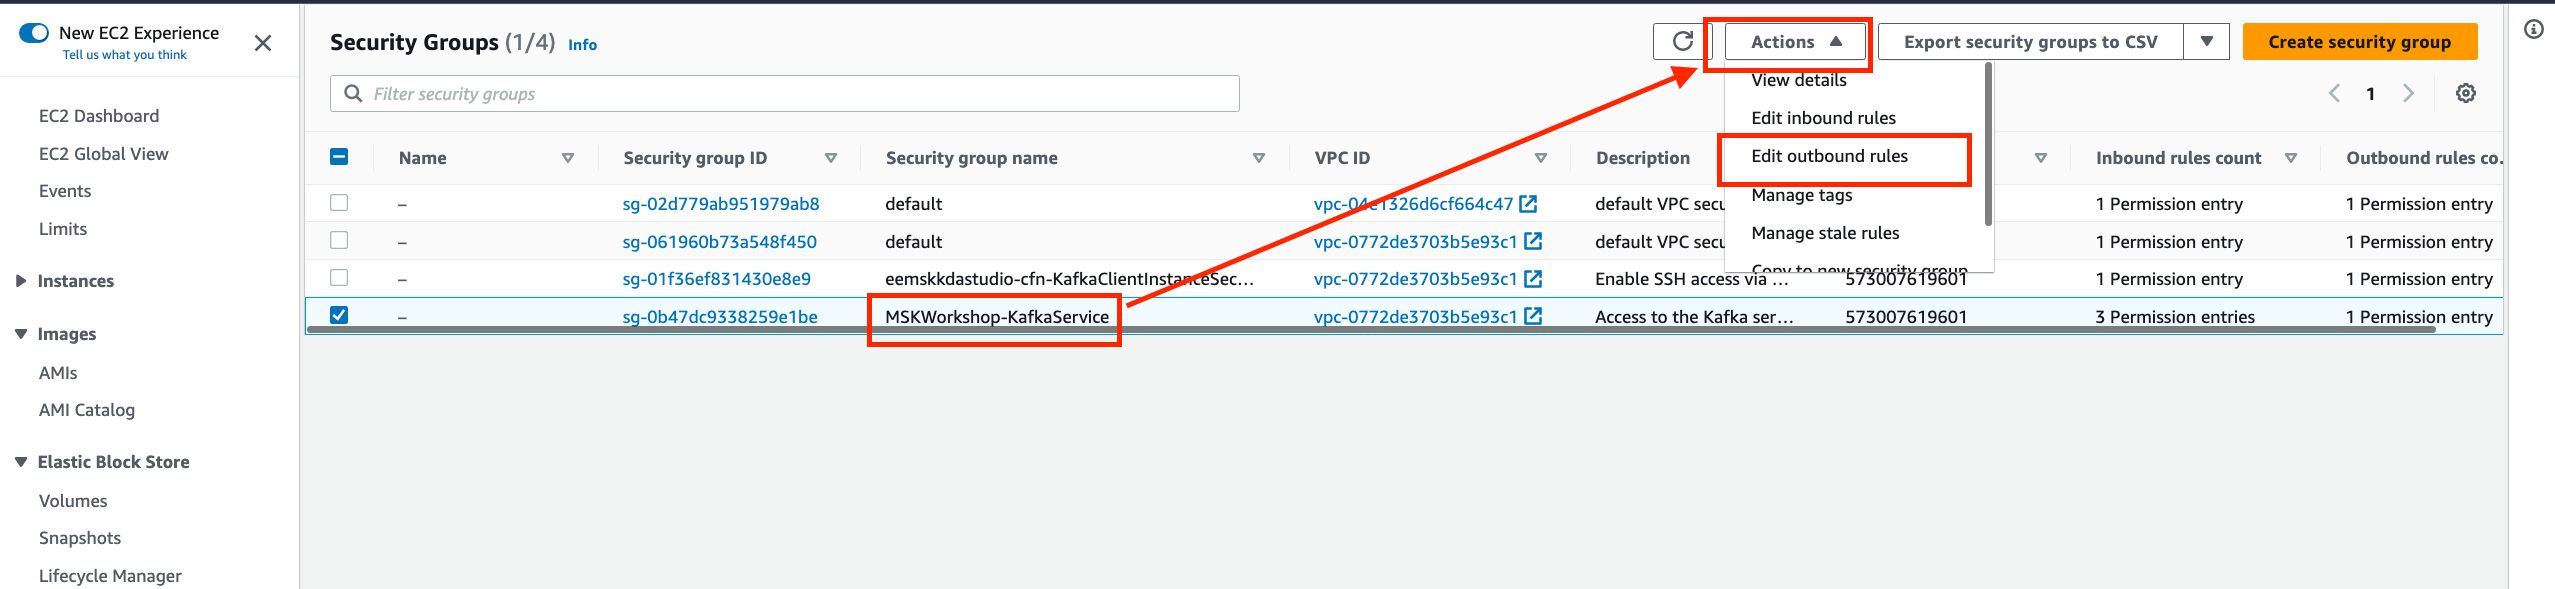 New EC2 Experience
Tell us what you think
EC2 Dashboard
EC2 Global View
Events
Limits
Instances
Images
AMIs
AMI Catalog
Elastic Block Store
Volumes
Snapshots
Lifecycle Manager
Security Groups (1/4) Info
Actions
Export security groups to CSV
Create security group
Filter security groups
1
View details
Edit inbound rules
Edit outbound rules
Manage tags
Manage stale rules
Copy to new security group
Name Security group ID Security group name VPC ID Description Inbound rules count Outbound rules co.
– sg-02d779ab951979ab8 default vpc-04e1326d6cf664c47 default VPC secu 1 Permission entry 1 Permission entry
– sg-061960b73a548f450 default vpc-0772de3703b5e93c1 default VPC secu 1 Permission entry 1 Permission entry
– sg-01f36ef831430e8e9 eemskkdastudio-cfn-KafkaClientInstanceSec... vpc-0772de3703b5e93c1 Enable SSH access via ... 573007619601 1 Permission entry 1 Permission entry
– sg-0b47dc9338259e1be MSKWorkshop-KafkaService vpc-0772de3703b5e93c1 Access to the Kafka ser... 573007619601 3 Permission entries 1 Permission entry